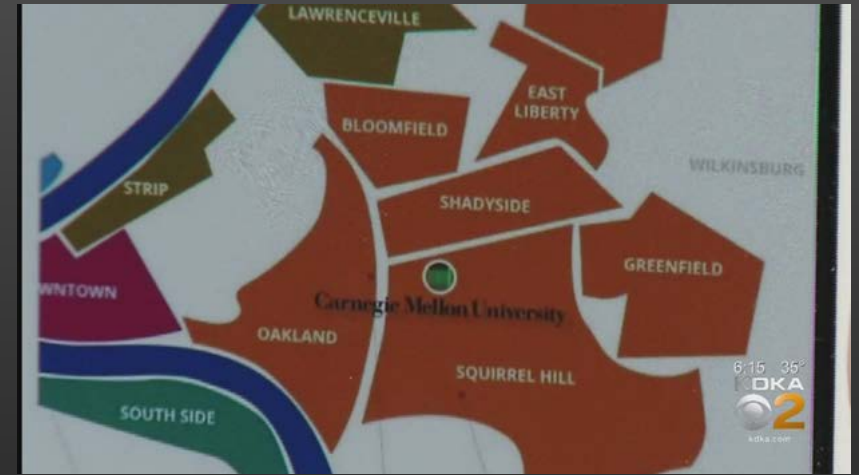 LAWRENCEVILLE
EAST
LIBERTY
BLOOMFIELD
WILKINSBURG
STRIP
SHADYSIDE
GREENFIELD
WNTOWN
Carnegie Mellon University
OAKLAND
SQUIRREL HILL
SOUTH SIDE
6:15 35°
KDKA
2
kdka.com